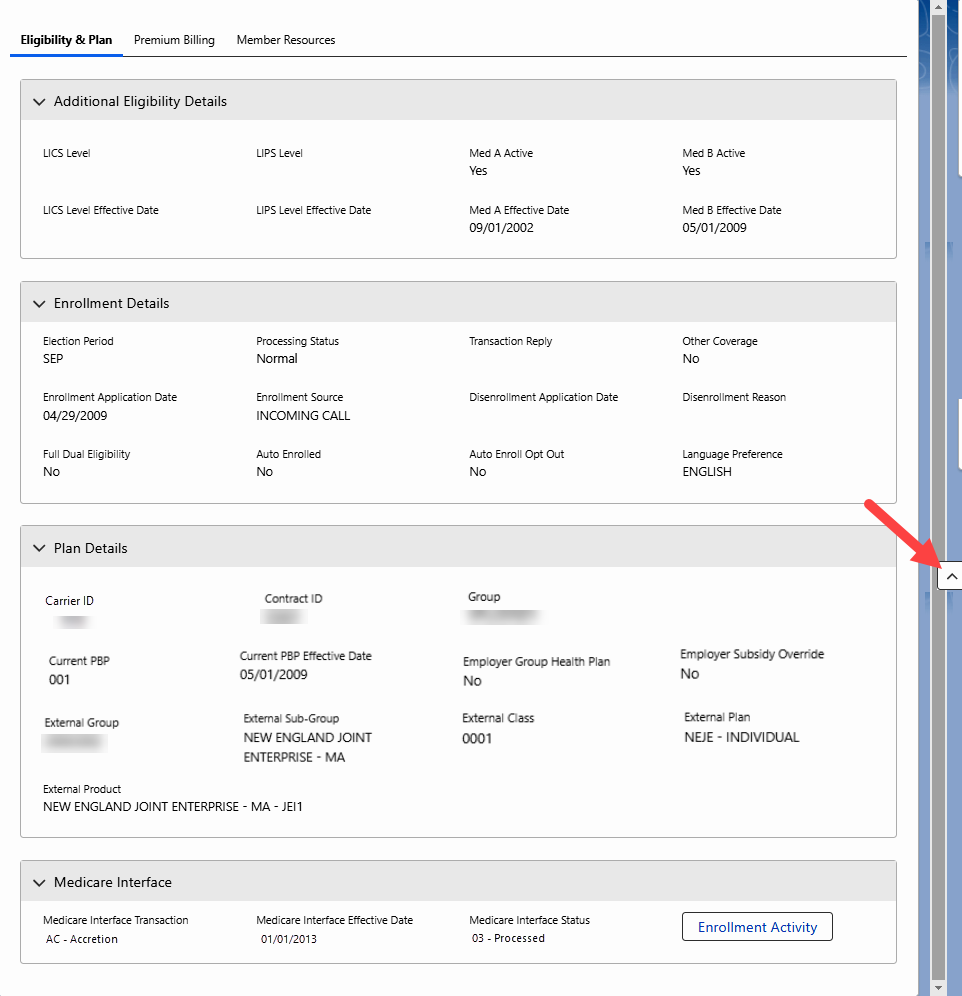 Eligibility & Plan Premium Billing Member Resources
Additional Eligibility Details
LICS Level LIPS Level Med A Active Med B Active
Yes Yes
LICS Level Effective Date LIPS Level Effective Date Med A Effective Date Med B Effective Date
09/01/2002 05/01/2009
Enrollment Details
Election Period Processing Status Transaction Reply Other Coverage
SEP Normal No
Enrollment Application Date Enrollment Source Disenrollment Application Date Disenrollment Reason
04/29/2009 INCOMING CALL
Full Dual Eligibility Auto Enrolled Auto Enroll Opt Out Language Preference
No No No ENGLISH
Plan Details
Carrier ID Contract ID Group
Current PBP Current PBP Effective Date Employer Group Health Plan Employer Subsidy Override
001 05/01/2009 No No
External Group External Sub-Group External Class External Plan
NEW ENGLAND JOINT 0001 NEJE - INDIVIDUAL
ENTERPRISE - MA
External Product
NEW ENGLAND JOINT ENTERPRISE - MA - JEI1
Medicare Interface
Medicare Interface Transaction Medicare Interface Effective Date Medicare Interface Status
AC - Accretion 01/01/2013 03 - Processed Enrollment Activity